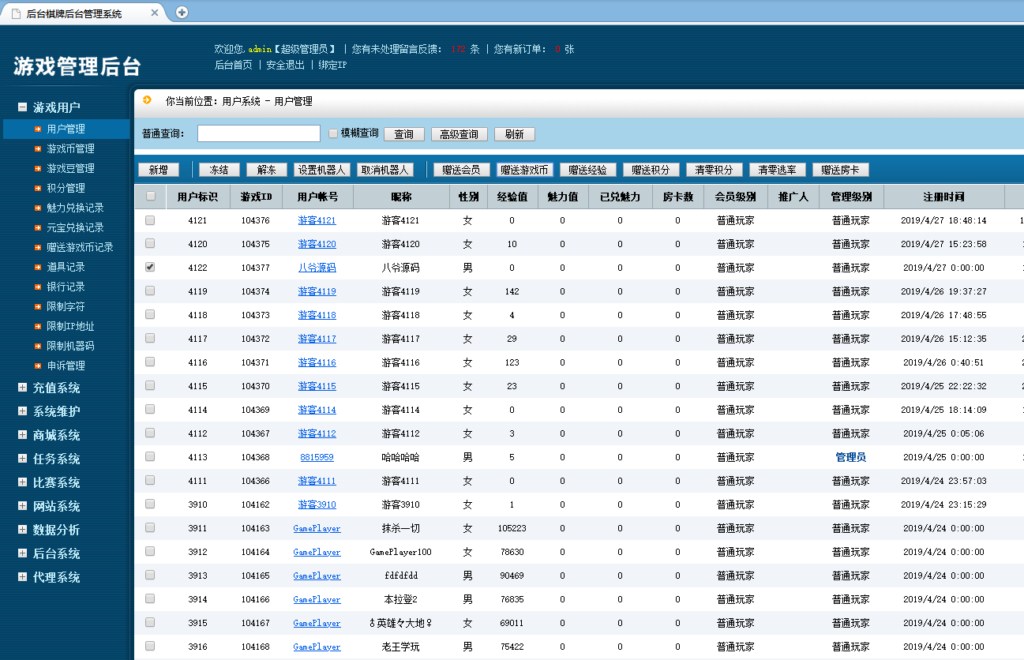 后台棋牌后台管理系统
游戏管理后台
欢迎您,admin【超级管理员】 | 您有未处理留言反馈: 172 条 | 您有新订单: 0 张
后台首页 | 安全退出 | 绑定IP
游戏用户
用户管理
游戏币管理
游戏豆管理
积分管理
魅力兑换记录
元宝兑换记录
赠送游戏币记录
道具记录
银行记录
限制字符
限制IP地址
限制机器码
申诉管理
充值系统
系统维护
商城系统
任务系统
比赛系统
网站系统
数据分析
后台系统
代理系统
你当前位置: 用户系统 - 用户管理
普通查询: 模糊查询 查询 高级查询 刷新
新增 冻结 解冻 设置机器人 取消机器人 赠送会员 赠送游戏币 赠送经验 赠送积分 清零积分 清零逃率 赠送房卡
用户标识 游戏ID 用户帐号 昵称 性别 经验值 魅力值 已兑魅力 房卡数 会员级别 推广人 管理级别 注册时间
4121 104376 游客4121 游客4121 女 0 0 0 0 普通玩家 普通玩家 2019/4/27 18:48:14
4120 104375 游客4120 游客4120 女 10 0 0 0 普通玩家 普通玩家 2019/4/27 15:23:58
4122 104377 八爷源码 八爷源码 男 0 0 0 0 普通玩家 普通玩家 2019/4/27 0:00:00
4119 104374 游客4119 游客4119 女 142 0 0 0 普通玩家 普通玩家 2019/4/26 19:37:27
4118 104373 游客4118 游客4118 女 4 0 0 0 普通玩家 普通玩家 2019/4/26 17:48:55
4117 104372 游客4117 游客4117 女 29 0 0 0 普通玩家 普通玩家 2019/4/26 15:12:35
4116 104371 游客4116 游客4116 女 123 0 0 0 普通玩家 普通玩家 2019/4/26 0:40:51
4115 104370 游客4115 游客4115 女 23 0 0 0 普通玩家 普通玩家 2019/4/25 22:22:32
4114 104369 游客4114 游客4114 女 0 0 0 0 普通玩家 普通玩家 2019/4/25 18:14:09
4112 104367 游客4112 游客4112 女 3 0 0 0 普通玩家 普通玩家 2019/4/25 0:05:06
4113 104368 8815959 哈哈哈哈 男 5 0 0 0 普通玩家 管理员 2019/4/25 0:00:00
4111 104366 游客4111 游客4111 女 0 0 0 0 普通玩家 普通玩家 2019/4/24 23:57:03
3910 104162 游客3910 游客3910 女 1 0 0 0 普通玩家 普通玩家 2019/4/24 23:15:29
3911 104163 GamePlayer 抹杀一切 女 105223 0 0 0 普通玩家 普通玩家 2019/4/24 0:00:00
3912 104164 GamePlayer GamePlayer100 女 78630 0 0 0 普通玩家 普通玩家 2019/4/24 0:00:00
3913 104165 GamePlayer fdfdfdd 男 90469 0 0 0 普通玩家 普通玩家 2019/4/24 0:00:00
3914 104166 GamePlayer 本拉登2 男 76835 0 0 0 普通玩家 普通玩家 2019/4/24 0:00:00
3915 104167 GamePlayer ♂英雄々大地♀ 女 69011 0 0 0 普通玩家 普通玩家 2019/4/24 0:00:00
3916 104168 GamePlayer 老王学玩 男 75422 0 0 0 普通玩家 普通玩家 2019/4/24 0:00:00